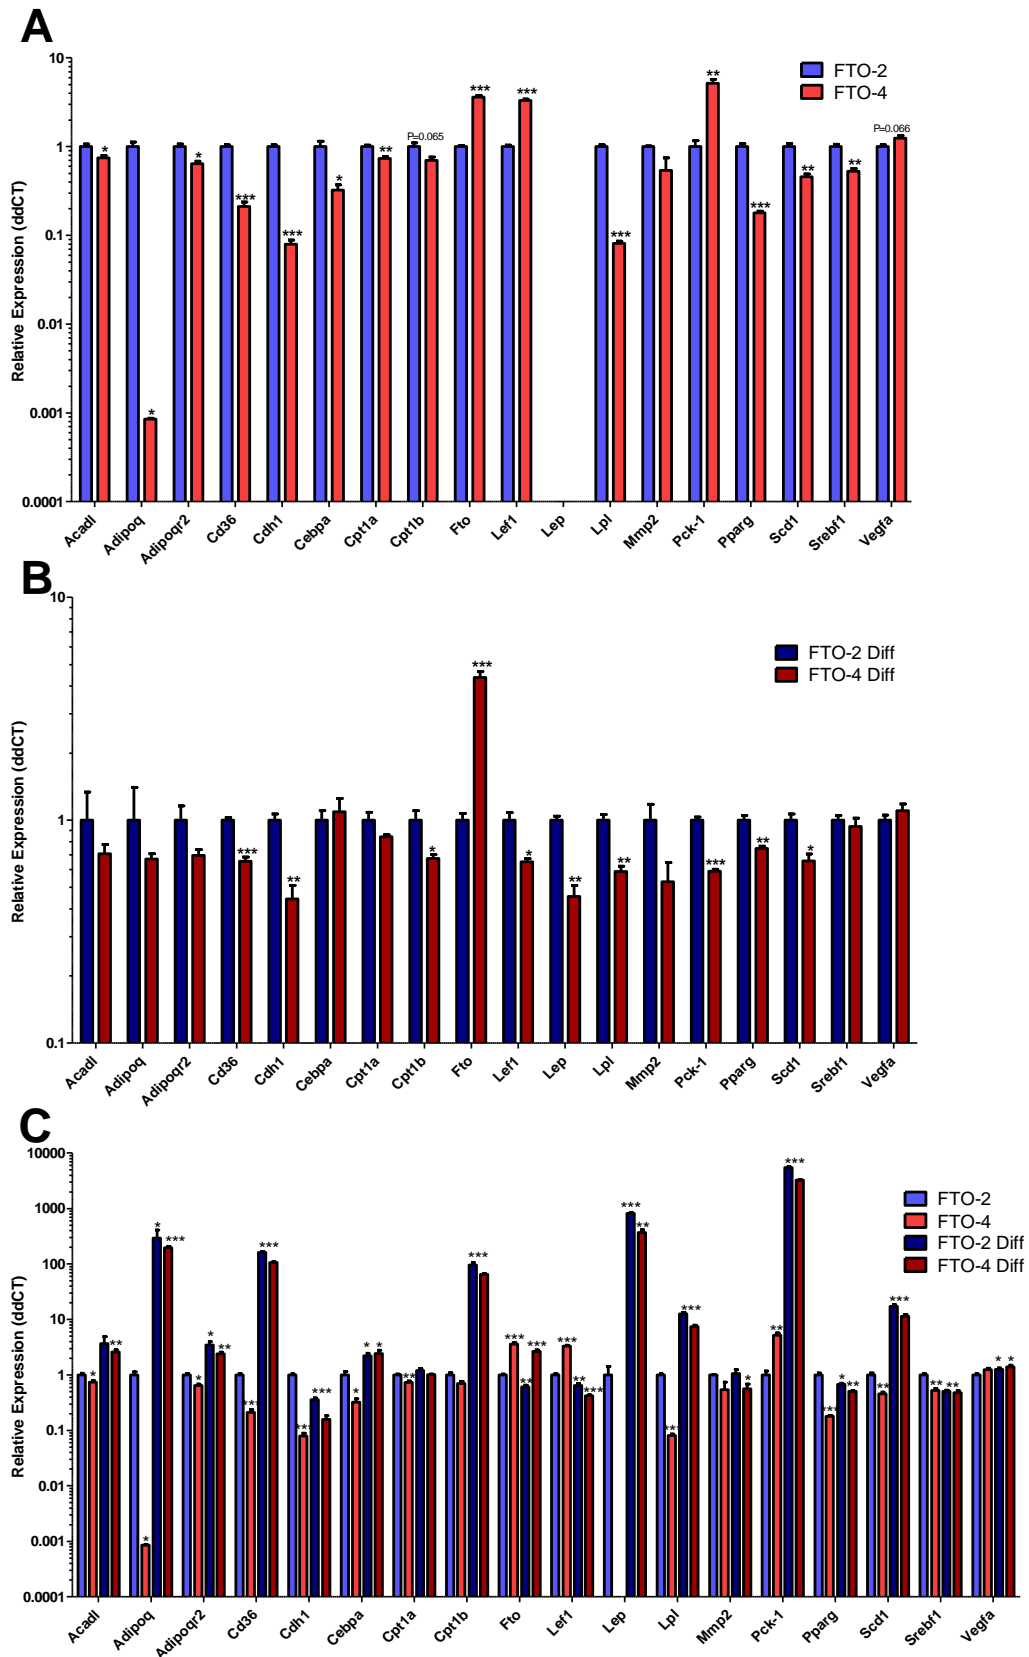 A
10
1
0.1
0.01
0.001
0.0001
Relative Expression (ddCT)
FTO-2
FTO-4
*
*
*
***
***
*
**
P=0.065
***
***
***
**
***
**
**
P=0.066
Acadl
Adipoq
Adipoqr2
Cd36
Cdh1
Cebpa
Cpt1a
Cpt1b
Fto
Lef1
Lep
Lpl
Mmp2
Pck-1
Pparg
Scd1
Srebf1
Vegfa
B
10
1
0.1
Relative Expression (ddCT)
FTO-2 Diff
FTO-4 Diff
***
**
*
***
*
**
**
***
**
*
Acadl
Adipoq
Adipoqr2
Cd36
Cdh1
Cebpa
Cpt1a
Cpt1b
Fto
Lef1
Lep
Lpl
Mmp2
Pck-1
Pparg
Scd1
Srebf1
Vegfa
C
10000
1000
100
10
1
0.1
0.01
0.001
0.0001
Relative Expression (ddCT)
FTO-2
FTO-4
FTO-2 Diff
FTO-4 Diff
*
**
*
*
***
*
*
**
***
***
***
***
*
*
*
**
***
***
**
***
***
**
***
***
**
***
***
*
**
***
***
*
**
**
***
**
**
**
*
*
Acadl
Adipoq
Adipoqr2
Cd36
Cdh1
Cebpa
Cpt1a
Cpt1b
Fto
Lef1
Lep
Lpl
Mmp2
Pck-1
Pparg
Scd1
Srebf1
Vegfa